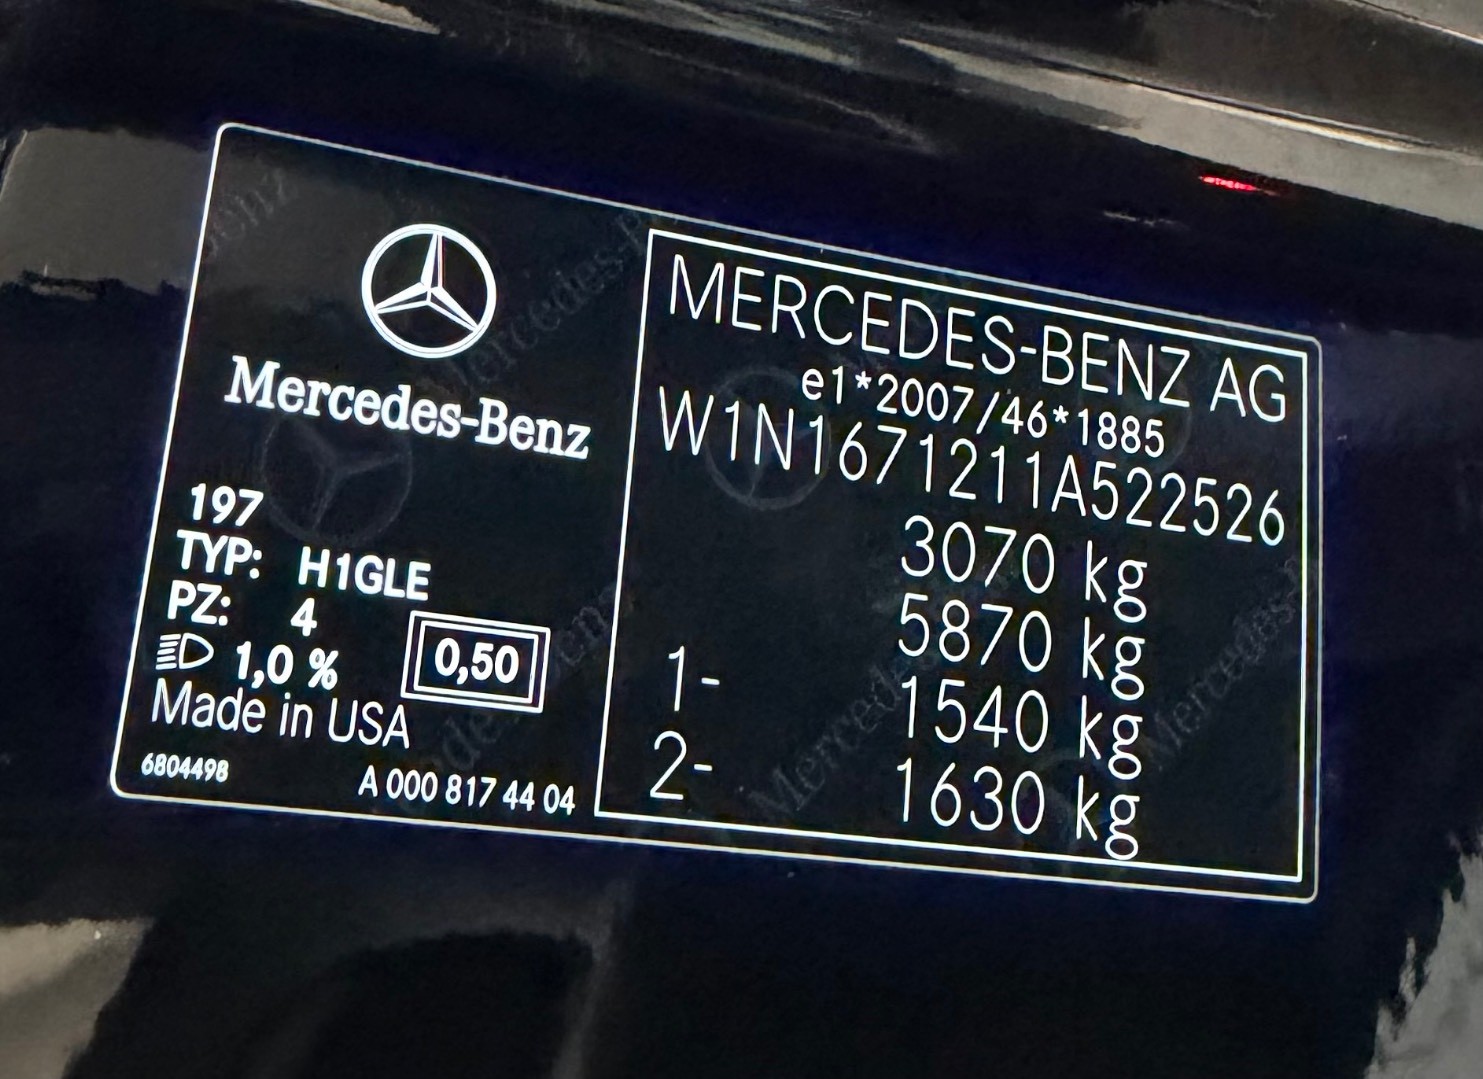 Mercedes-Benz
197
TYP: H1GLE
PZ: 4
1,0 %
0,50
Made in USA
6804498
A 000 817 44 04
MERCEDES-BENZ AG
e1*2007/46*1885
W1N1671211A522526
3070 kg
5870 kg
1- 1540 kg
2- 1630 kg